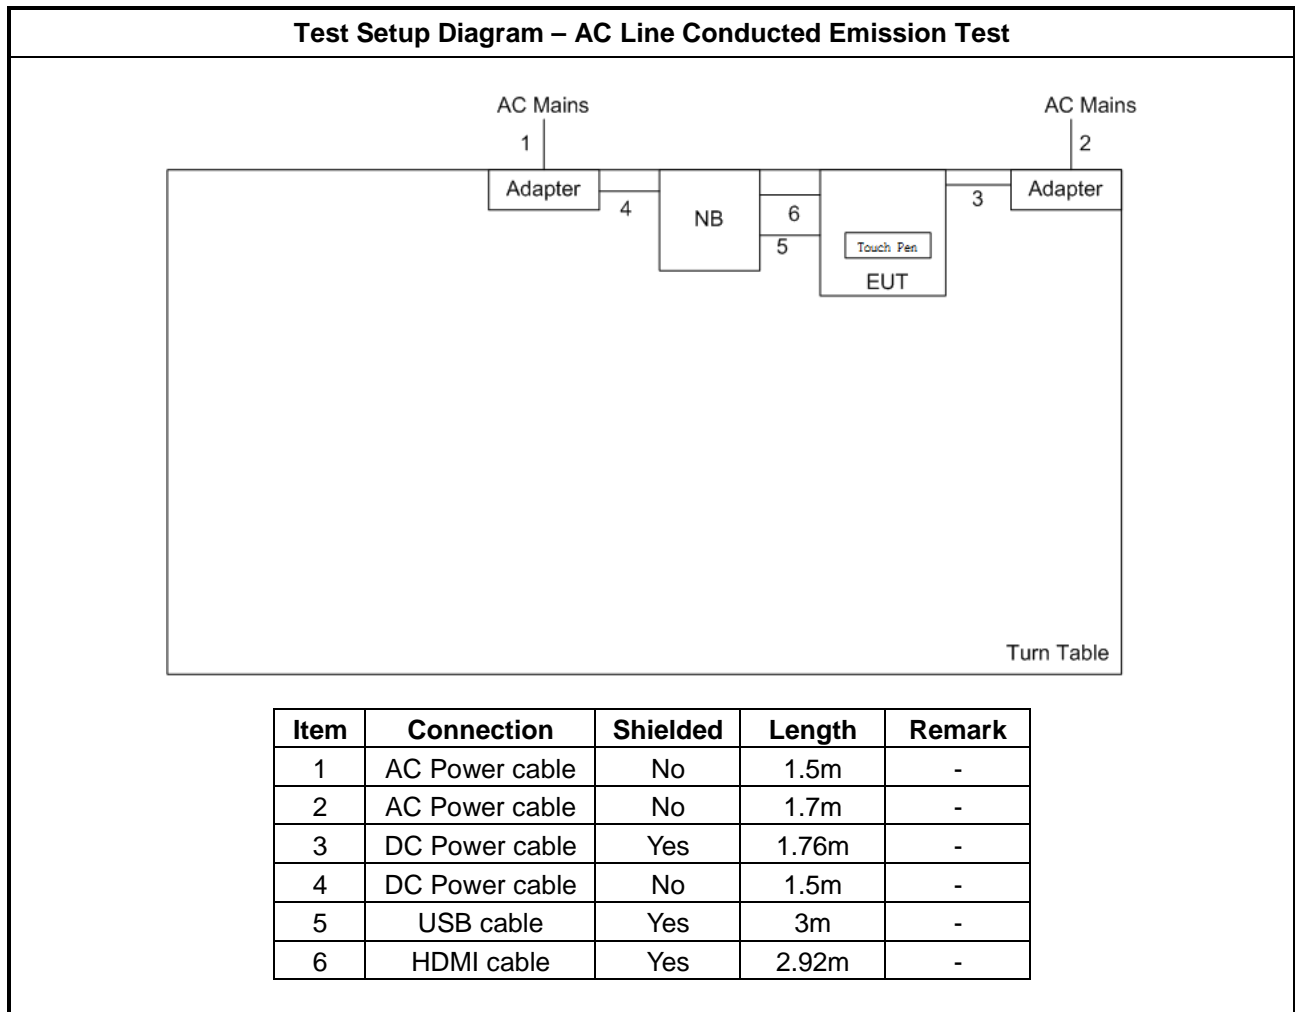 Test Setup Diagram – AC Line Conducted Emission Test
AC Mains AC Mains
1 2
Adapter 4 NB 6 3 Adapter
5 Touch Pen
EUT
Turn Table
Item Connection Shielded Length Remark
1 AC Power cable No 1.5m -
2 AC Power cable No 1.7m -
3 DC Power cable Yes 1.76m -
4 DC Power cable No 1.5m -
5 USB cable Yes 3m -
6 HDMI cable Yes 2.92m -